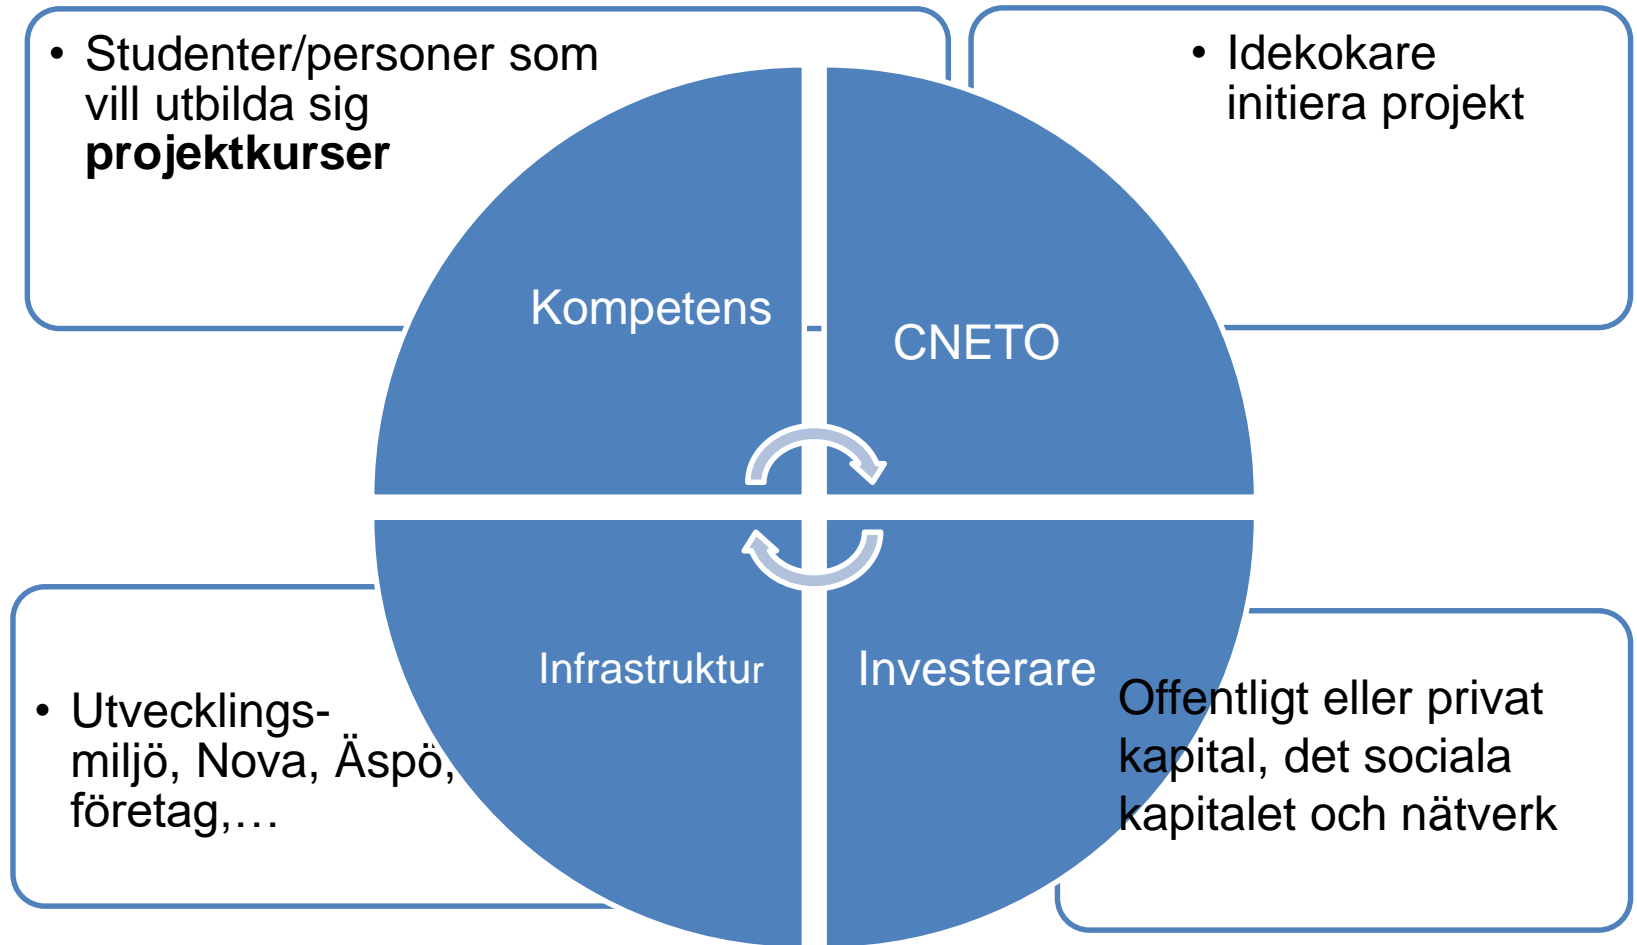 • Studenter/personer som
vill utbilda sig
projektkurser
• Idekokare
initiera projekt
Kompetens
CNETO
Infrastruktur
Investerare
• Utvecklings-
miljö, Nova, Äspö,
företag,…
Offentligt eller privat
kapital, det sociala
kapitalet och nätverk